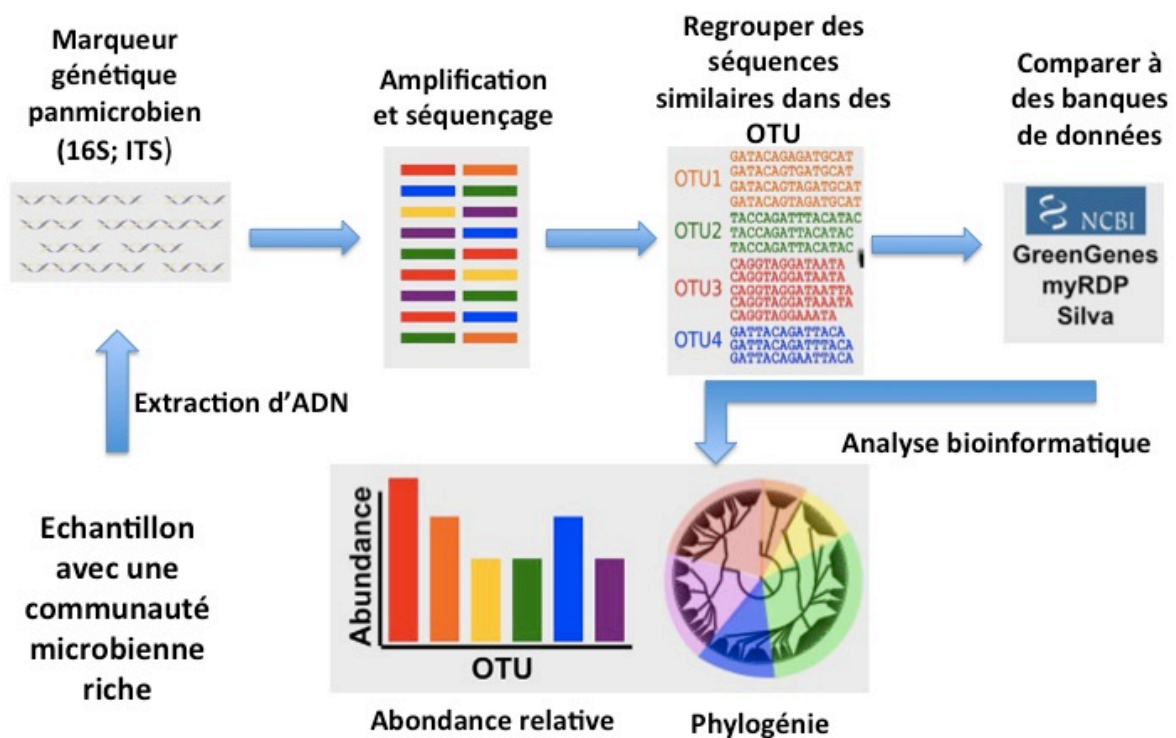 Marqueur
génétique
panmicrobien
(16S; ITS)
Amplification
et séquençage
Regrouper des
séquences
similaires dans des
OTU
Comparer à
des banques
de données
OTU1
GATACAGAGATGCAT
GATACAGTGATGCAT
GATACAGTAGATGCAT
GATACAGTAGATGCAT
OTU2
TACCAGATTTACATAC
TACCAGATTACATAC
TACCAGATTACATAC
OTU3
CAGGTAGGATAATA
CAGGTAGGATAATA
CAGGTAGGATAATTA
CAGGTAGGATAAATA
CAGGTAGGAAATA
OTU4
GATTACAGATTACA
GATTACAGATTTACA
GATTACAGAATTACA
NCBI
GreenGenes
myRDP
Silva
Extraction d'ADN
Analyse bioinformatique
Echantillon
avec une
communauté
microbienne
riche
Abundance
OTU
Abondance relative
Phylogénie